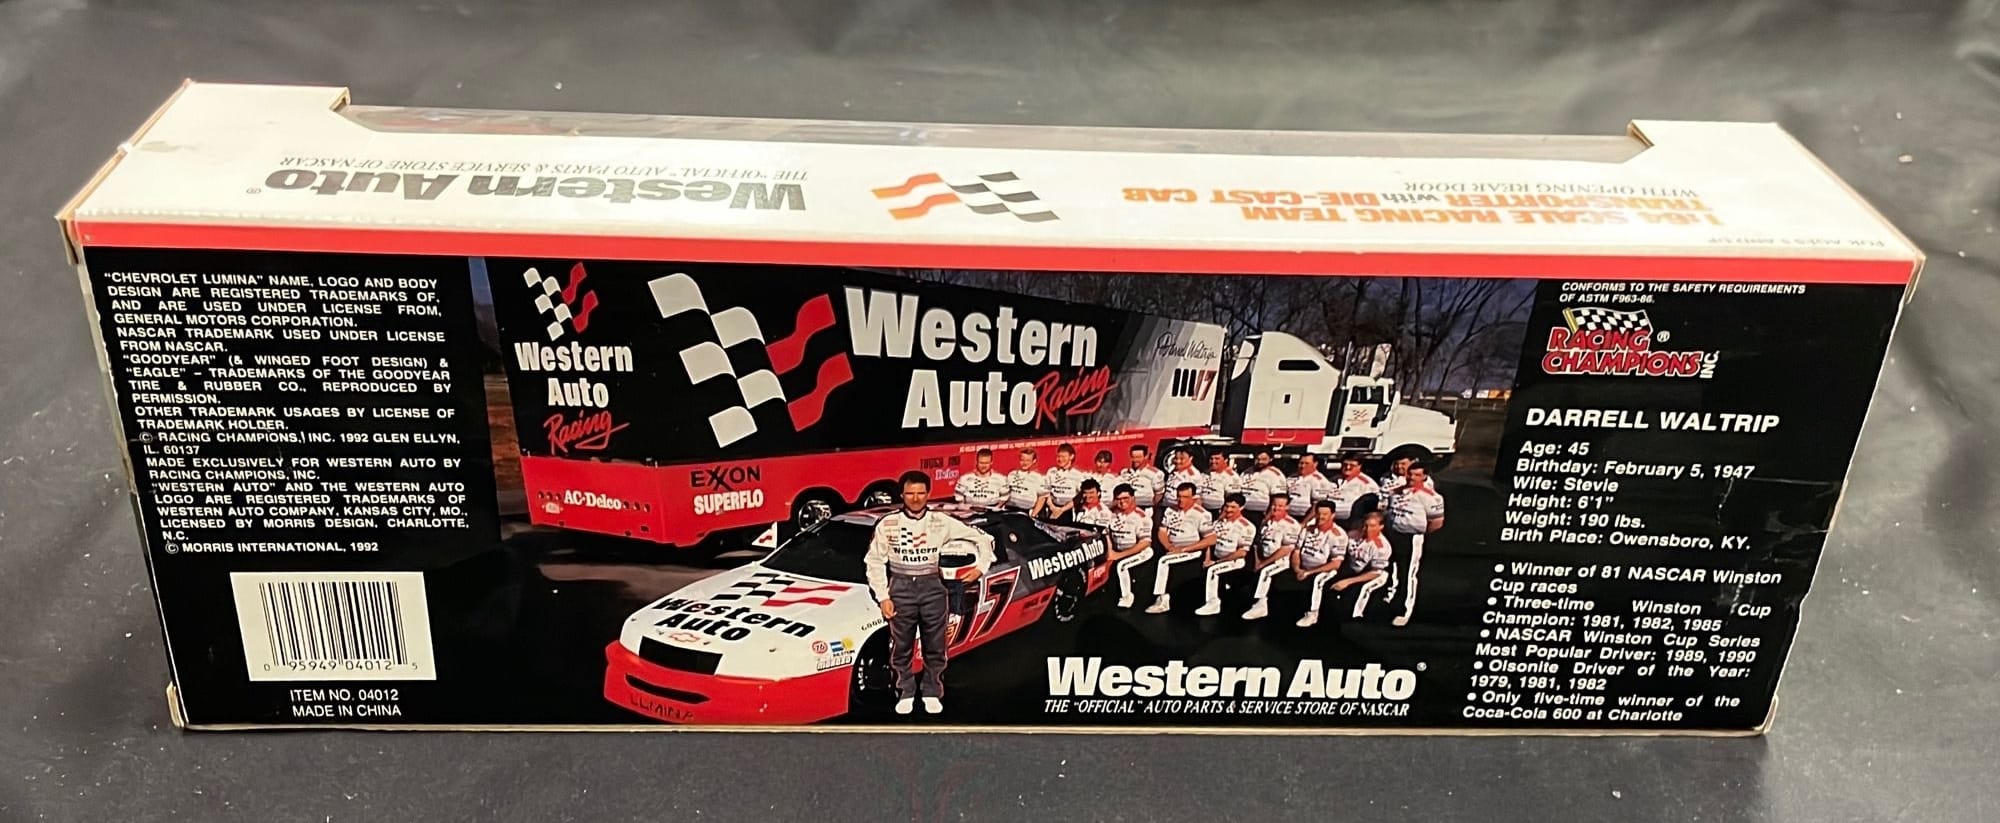 Western Auto®
THE "OFFICIAL" AUTO PARTS & SERVICE STORE OF NASCAR
1:64 SCALE RACING TEAM
TRANSPORTER with DIE-CAST CAB
WITH OPENING REAR DOOR
FOR AGES 3 AND UP
"CHEVROLET LUMINA" NAME, LOGO AND BODY
DESIGN ARE REGISTERED TRADEMARKS OF,
AND ARE USED UNDER LICENSE FROM,
GENERAL MOTORS CORPORATION.
NASCAR TRADEMARK USED UNDER LICENSE
FROM NASCAR.
"GOODYEAR" (& WINGED FOOT DESIGN) &
"EAGLE" – TRADEMARKS OF THE GOODYEAR
TIRE & RUBBER CO., REPRODUCED BY
PERMISSION.
OTHER TRADEMARK USAGES BY LICENSE OF
TRADEMARK HOLDER.
© RACING CHAMPIONS, INC. 1992 GLEN ELLYN,
IL. 60137
MADE EXCLUSIVELY FOR WESTERN AUTO BY
RACING CHAMPIONS, INC.
"WESTERN AUTO" AND THE WESTERN AUTO
LOGO ARE REGISTERED TRADEMARKS OF
WESTERN AUTO COMPANY, KANSAS CITY, MO.,
LICENSED BY MORRIS DESIGN, CHARLOTTE,
N.C.
© MORRIS INTERNATIONAL, 1992
0 95949 04012 5
ITEM NO. 04012
MADE IN CHINA
Western
Auto
Racing
AC-Delco
EXXON
SUPERFLO
Western
Auto Racing
Darrell Waltrip
17
Western
Auto
Western
Auto
17
Western Auto
LUMINA
Western Auto®
THE "OFFICIAL" AUTO PARTS & SERVICE STORE OF NASCAR
CONFORMS TO THE SAFETY REQUIREMENTS
OF ASTM F963-86.
RACING ®
CHAMPIONS INC.
DARRELL WALTRIP
Age: 45
Birthday: February 5, 1947
Wife: Stevie
Height: 6'1"
Weight: 190 lbs.
Birth Place: Owensboro, KY.
• Winner of 81 NASCAR Winston
Cup races
• Three-time Winston Cup
Champion: 1981, 1982, 1985
• NASCAR Winston Cup Series
Most Popular Driver: 1989, 1990
• Olsonite Driver of the Year:
1979, 1981, 1982
• Only five-time winner of the
Coca-Cola 600 at Charlotte